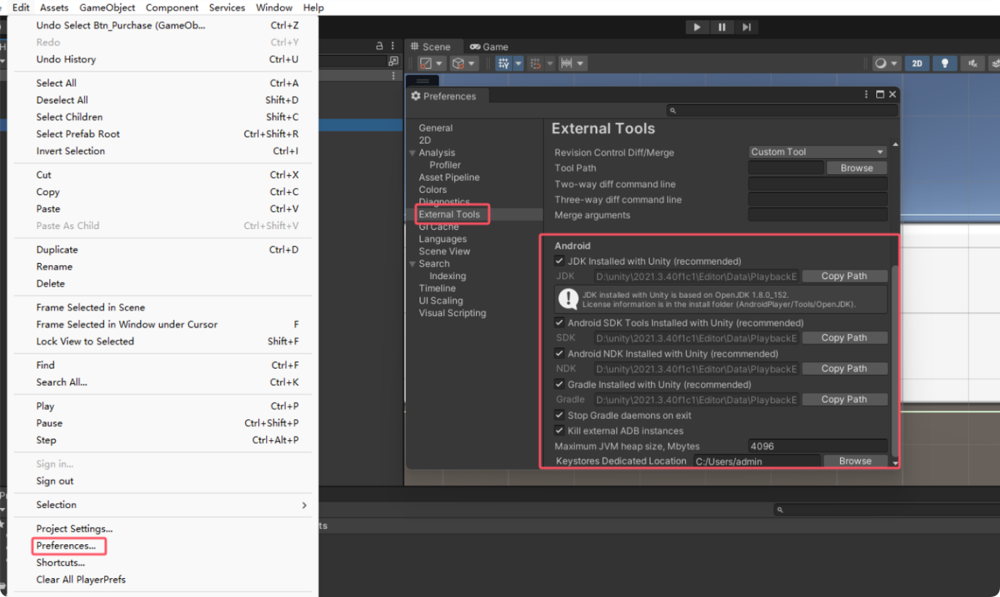 Edit Assets GameObject Component Services Window Help
Undo Select Btn_Purchase (GameOb... Ctrl+Z
Redo Ctrl+Y
Undo History Ctrl+U
Select All Ctrl+A
Deselect All Shift+D
Select Children Shift+C
Select Prefab Root Ctrl+Shift+R
Invert Selection Ctrl+I
Cut Ctrl+X
Copy Ctrl+C
Paste Ctrl+V
Paste As Child Ctrl+Shift+V
Duplicate Ctrl+D
Rename
Delete
Frame Selected in Scene
Frame Selected in Window under Cursor F
Lock View to Selected Shift+F
Find Ctrl+F
Search All... Ctrl+K
Play Ctrl+P
Pause Ctrl+Shift+P
Step Ctrl+Alt+P
Sign in...
Sign out
Selection
Project Settings...
Preferences...
Shortcuts...
Clear All PlayerPrefs
Scene Game
2D
Preferences
General
2D
Analysis
Profiler
Asset Pipeline
Colors
Diagnostics
External Tools
GI Cache
Languages
Scene View
Search
Indexing
Timeline
UI Scaling
Visual Scripting
External Tools
Revision Control Diff/Merge Custom Tool
Tool Path Browse
Two-way diff command line
Three-way diff command line
Merge arguments
Android
JDK Installed with Unity (recommended)
JDK D:\unity\2021.3.40f1c1\Editor\Data\PlaybackE Copy Path
JDK installed with Unity is based on OpenJDK 1.8.0_152.
License information is in the install folder (AndroidPlayer/Tools/OpenJDK).
Android SDK Tools Installed with Unity (recommended)
SDK D:\unity\2021.3.40f1c1\Editor\Data\PlaybackE Copy Path
Android NDK Installed with Unity (recommended)
NDK D:\unity\2021.3.40f1c1\Editor\Data\PlaybackE Copy Path
Gradle Installed with Unity (recommended)
Gradle D:\unity\2021.3.40f1c1\Editor\Data\PlaybackE Copy Path
Stop Gradle daemons on exit
Kill external ADB instances
Maximum JVM heap size, Mbytes 4096
Keystores Dedicated Location C:/Users/admin Browse
ts